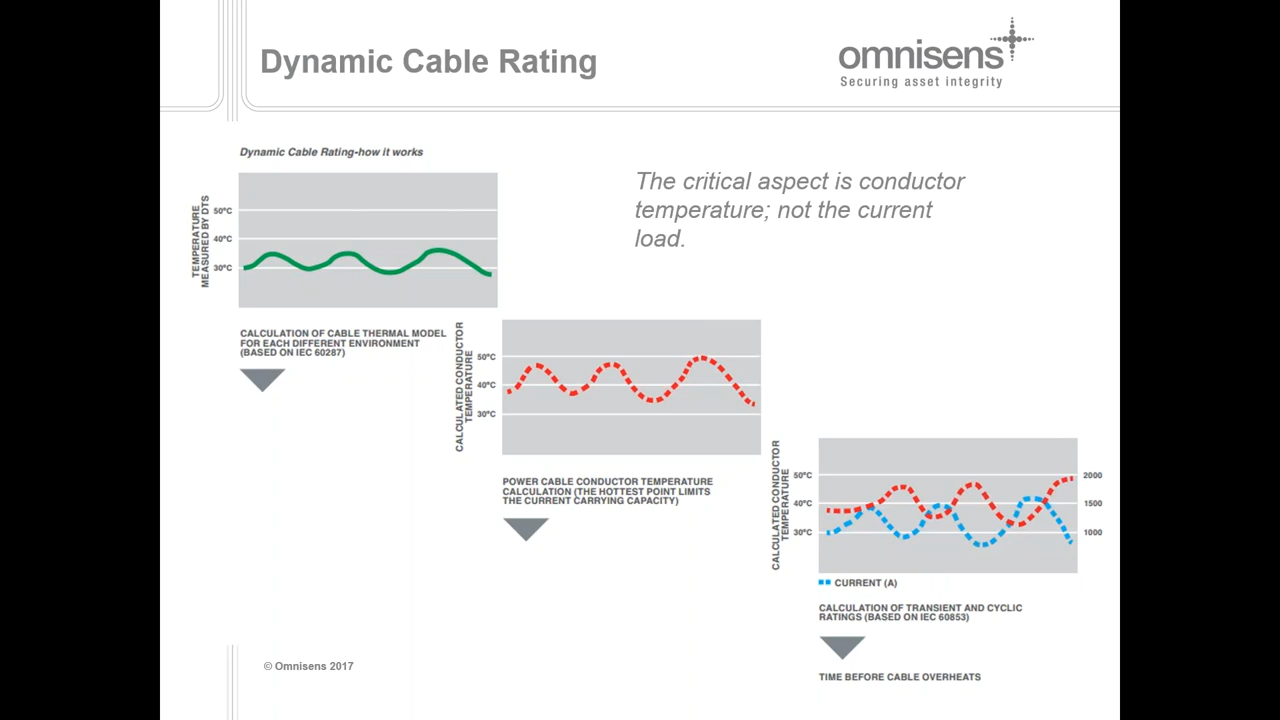 Dynamic Cable Rating
omnisens
Securing asset integrity
Dynamic Cable Rating-how it works
The critical aspect is conductor
temperature; not the current
load.
TEMPERATURE
MEASURED BY DTS
50°C
40°C
30°C
CALCULATION OF CABLE THERMAL MODEL
FOR EACH DIFFERENT ENVIRONMENT
(BASED ON IEC 60287)
CALCULATED CONDUCTOR
TEMPERATURE
50°C
40°C
30°C
POWER CABLE CONDUCTOR TEMPERATURE
CALCULATION (THE HOTTEST POINT LIMITS
THE CURRENT CARRYING CAPACITY)
CALCULATED CONDUCTOR
TEMPERATURE
50°C
40°C
30°C
2000
1500
1000
CURRENT (A)
CALCULATION OF TRANSIENT AND CYCLIC
RATINGS (BASED ON IEC 60853)
TIME BEFORE CABLE OVERHEATS
© Omnisens 2017